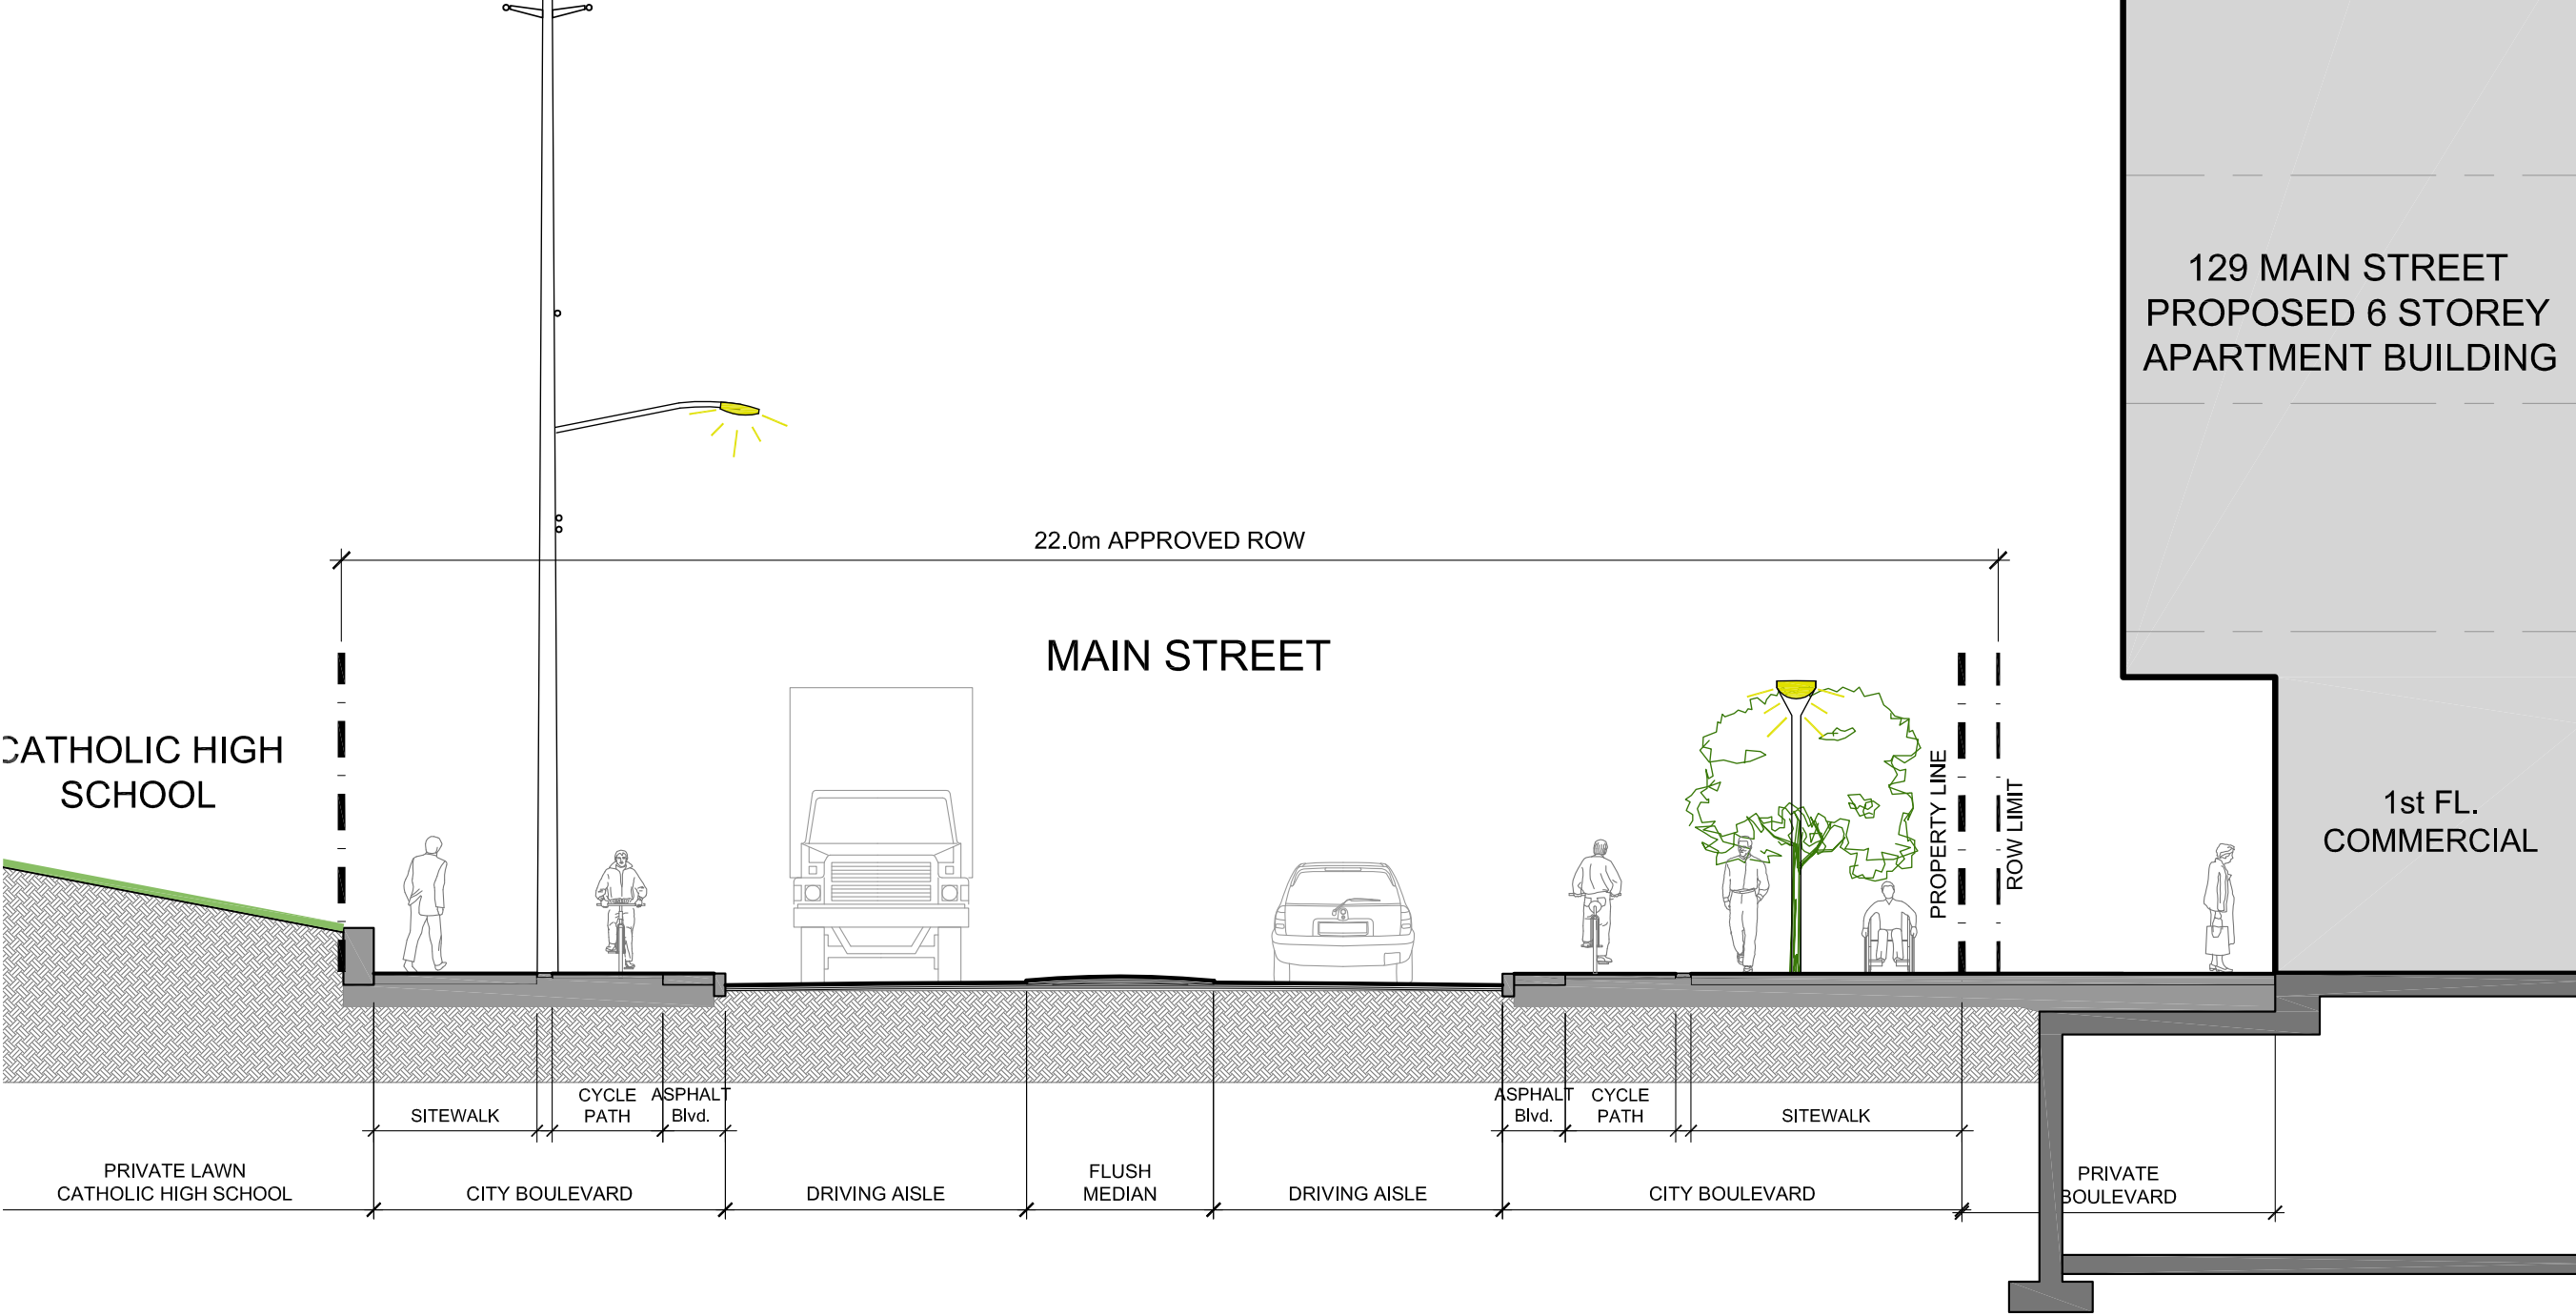 129 MAIN STREET
PROPOSED 6 STOREY
APARTMENT BUILDING
22.0m APPROVED ROW
MAIN STREET
CATHOLIC HIGH
SCHOOL
PROPERTY LINE
ROW LIMIT
1st FL.
COMMERCIAL
SITEWALK
CYCLE
PATH
ASPHALT
Blvd.
ASPHALT
Blvd.
CYCLE
PATH
SITEWALK
PRIVATE LAWN
CATHOLIC HIGH SCHOOL
CITY BOULEVARD
DRIVING AISLE
FLUSH
MEDIAN
DRIVING AISLE
CITY BOULEVARD
PRIVATE
BOULEVARD